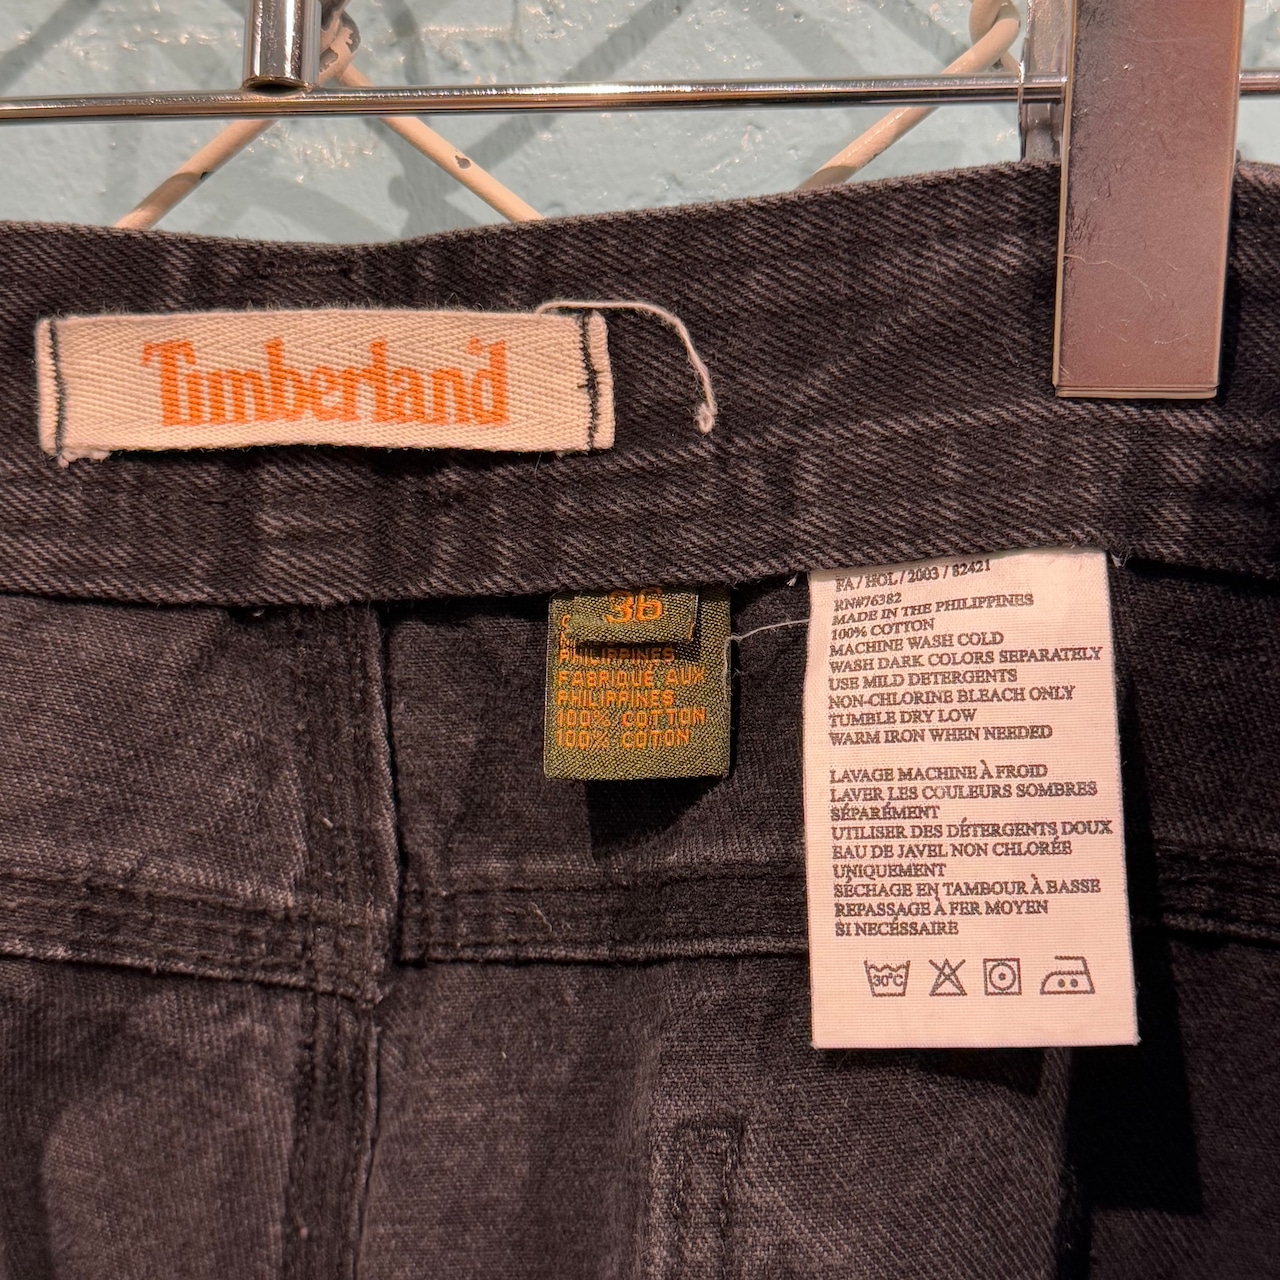 Timberland
36
PHILIPPINES
FABRIQUÉ AUX
PHILIPPINES
100% COTTON
100% COTON
FA / HOL / 2003 / 82421
RN#76382
MADE IN THE PHILIPPINES
100% COTTON
MACHINE WASH COLD
WASH DARK COLORS SEPARATELY
USE MILD DETERGENTS
NON-CHLORINE BLEACH ONLY
TUMBLE DRY LOW
WARM IRON WHEN NEEDED
LAVAGE MACHINE À FROID
LAVER LES COULEURS SOMBRES
SÉPARÉMENT
UTILISER DES DÉTERGENTS DOUX
EAU DE JAVEL NON CHLORÉE
UNIQUEMENT
SÉCHAGE EN TAMBOUR À BASSE
REPASSAGE À FER MOYEN
SI NECÉSSAIRE
30°C